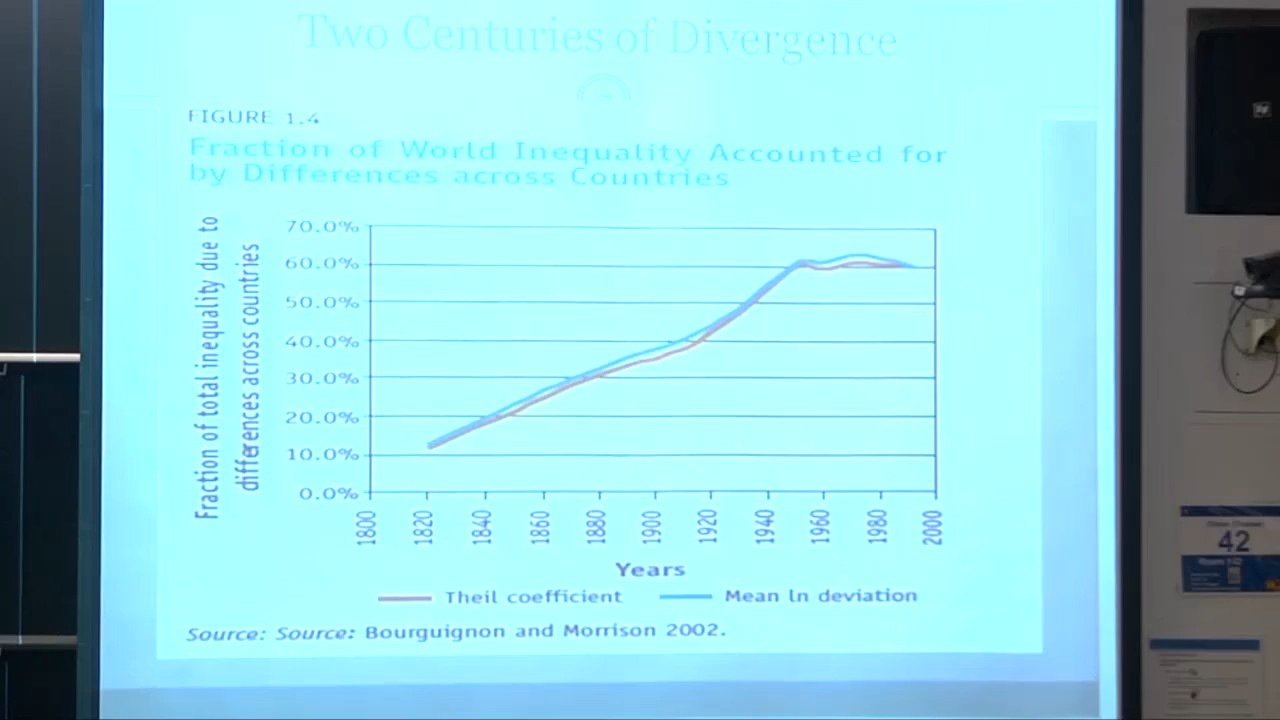 Two Centuries of Divergence
FIGURE 1.4
Fraction of World Inequality Accounted for
by Differences across Countries
Fraction of total inequality due to
differences across countries
70.0%
60.0%
50.0%
40.0%
30.0%
20.0%
10.0%
0.0%
1800 1820 1840 1860 1880 1900 1920 1940 1960 1980 2000
Years
Theil coefficient Mean ln deviation
Source: Source: Bourguignon and Morrison 2002.
42